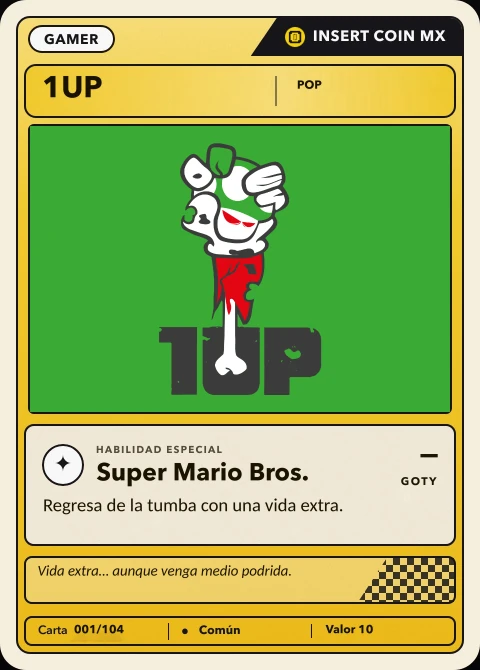 GAMER
INSERT COIN MX
1UP
POP
1UP
HABILIDAD ESPECIAL
Super Mario Bros.
—
GOTY
Regresa de la tumba con una vida extra.
Vida extra... aunque venga medio podrida.
Carta 001/104 • Común Valor 10